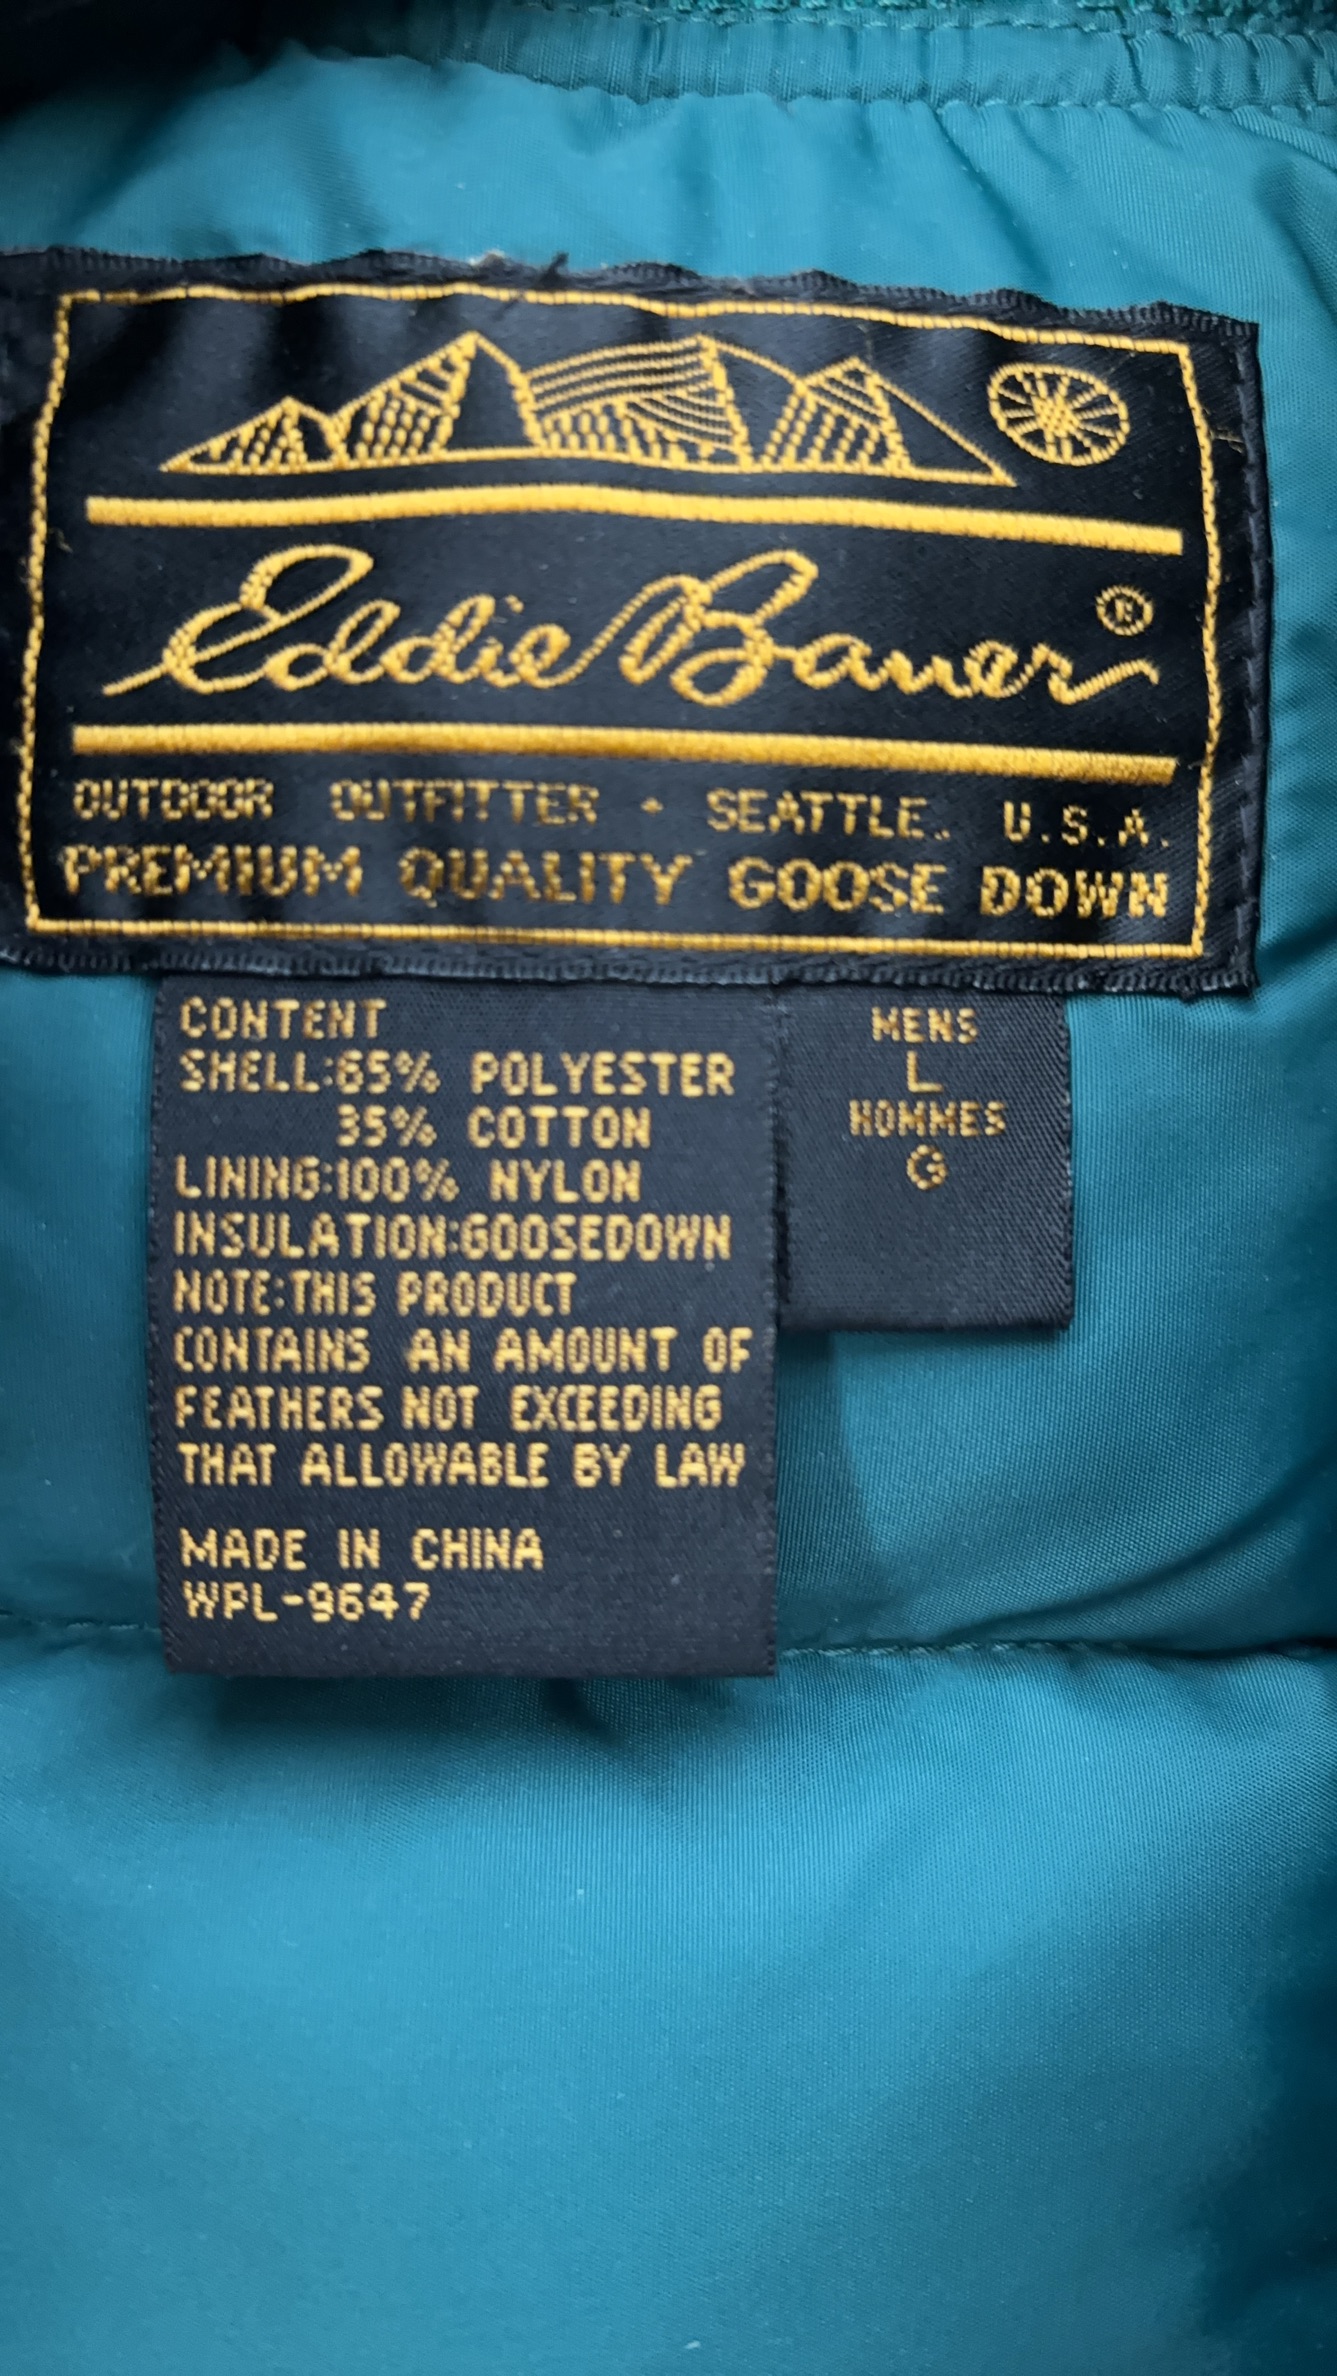 Eddie Bauer ®
OUTDOOR OUTFITTER - SEATTLE. U.S.A.
PREMIUM QUALITY GOOSE DOWN
CONTENT
SHELL:65% POLYESTER
35% COTTON
LINING:100% NYLON
INSULATION:GOOSEDOWN
NOTE:THIS PRODUCT
CONTAINS AN AMOUNT OF
FEATHERS NOT EXCEEDING
THAT ALLOWABLE BY LAW
MADE IN CHINA
WPL-9647
MENS
L
HOMMES
G